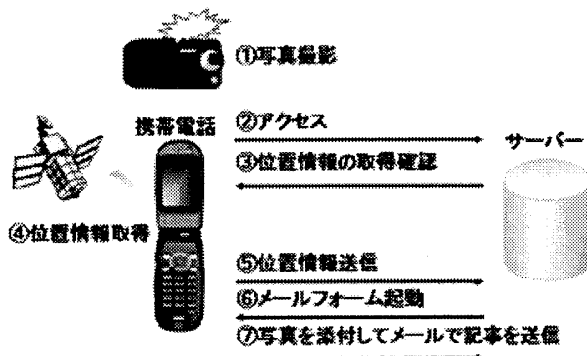 ①写真撮影
携帯電話
②アクセス
サーバー
③位置情報の取得確認
④位置情報取得
⑤位置情報送信
⑥メールフォーム起動
⑦写真を添付してメールで記事を送信